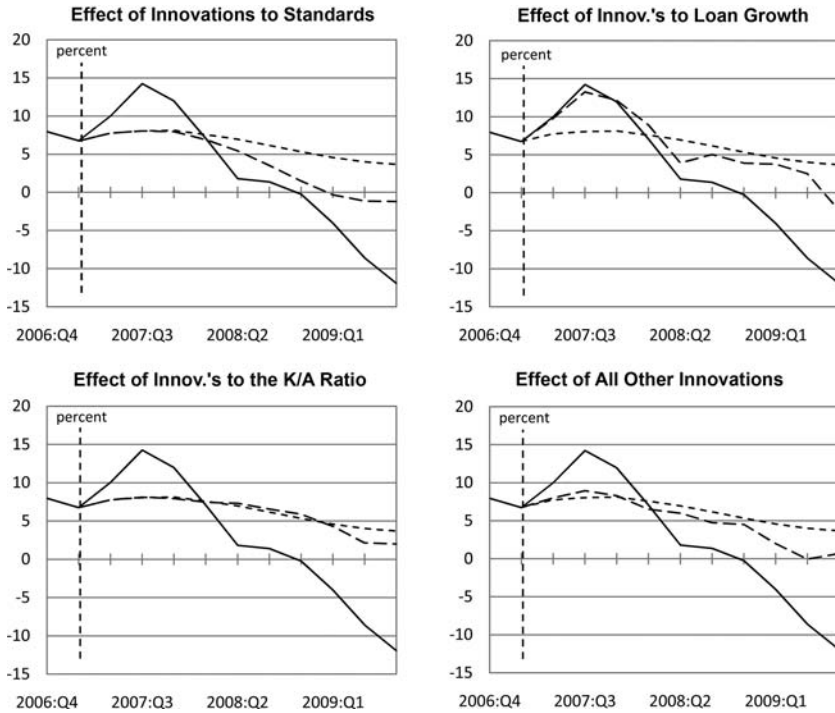 Effect of Innovations to Standards
20
percent
15
10
5
0
-5
-10
-15
2006:Q4 2007:Q3 2008:Q2 2009:Q1
Effect of Innov.'s to Loan Growth
20
percent
15
10
5
0
-5
-10
-15
2006:Q4 2007:Q3 2008:Q2 2009:Q1
Effect of Innov.'s to the K/A Ratio
20
percent
15
10
5
0
-5
-10
-15
2006:Q4 2007:Q3 2008:Q2 2009:Q1
Effect of All Other Innovations
20
percent
15
10
5
0
-5
-10
-15
2006:Q4 2007:Q3 2008:Q2 2009:Q1